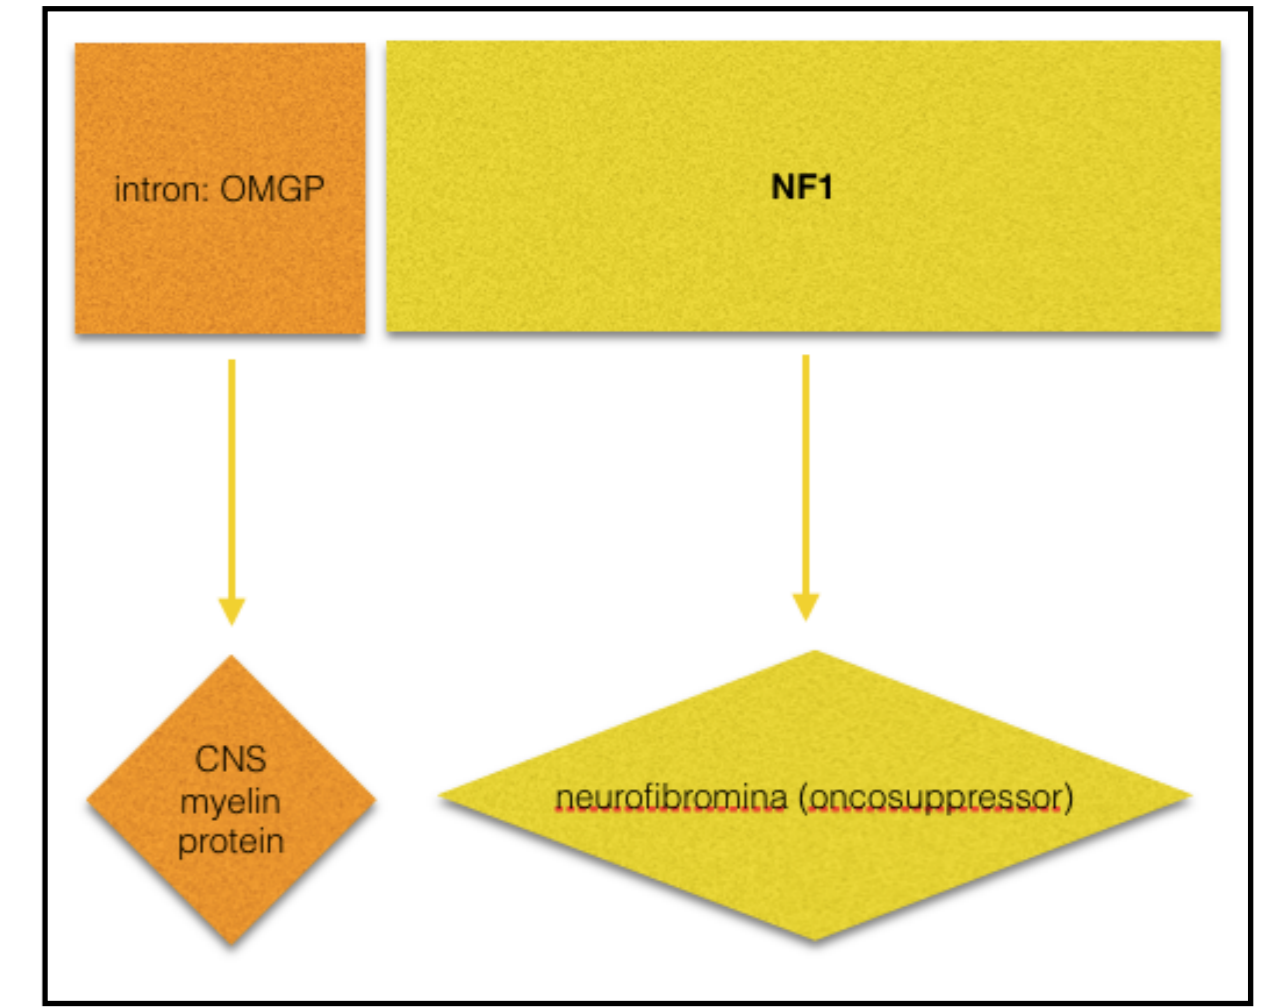 intron: OMGP
NF1
CNS
myelin
protein
neurofibromina (oncosuppressor)